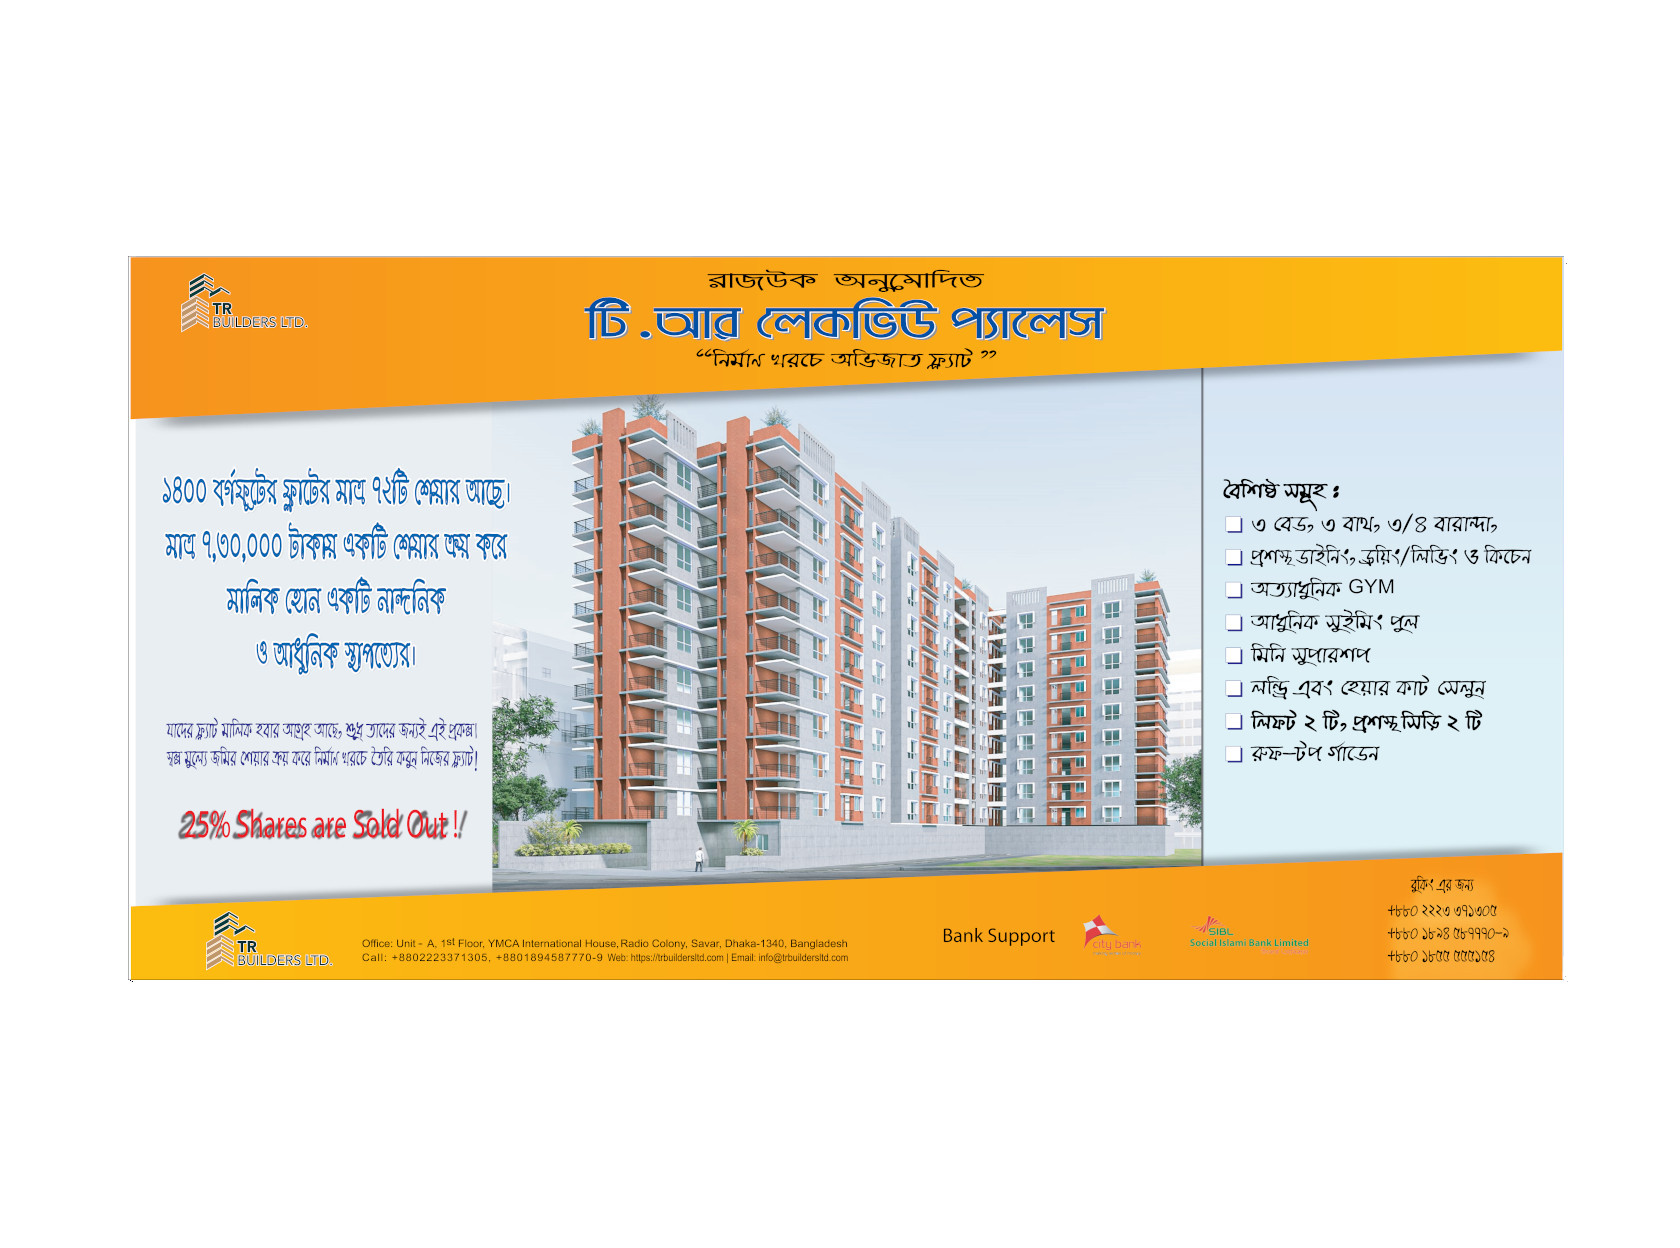 TR
BUILDERS LTD.
রাজউক অনুমোদিত
টি .আর লেকভিউ প্যালেস
“নির্মাণ খরচে অভিজাত ফ্ল্যাট ”
১৪০০ বর্গফুটের ফ্লাটের মাত্র ৭২টি শেয়ার আছে।
মাত্র ৭,৩০,০০০ টাকায় একটি শেয়ার ক্রয় করে
মালিক হোন একটি নান্দনিক
ও আধুনিক স্থাপত্যের।
যাদের ফ্ল্যাট মালিক হবার আগ্রহ আছে, শুধু তাদের জন্যই এই প্রকল্প।
স্বল্প মূল্যে জমির শেয়ার ক্রয় করে নির্মাণ খরচে তৈরি করুন নিজের ফ্ল্যাট!
25% Shares are Sold Out !
বৈশিষ্ঠ সমূহ :
৩ বেড, ৩ বাথ, ৩/৪ বারান্দা,
প্রশস্থ ডাইনিং, ড্রয়িং/লিভিং ও কিচেন
অত্যাধুনিক GYM
আধুনিক সুইমিং পুল
মিনি সুপারশপ
লন্ড্রি এবং হেয়ার কাট সেলুন
লিফট ২ টি, প্রশস্থ সিড়ি ২ টি
রুফ-টপ গার্ডেন
TR
BUILDERS LTD.
Office: Unit - A, 1st Floor, YMCA International House, Radio Colony, Savar, Dhaka-1340, Bangladesh
Call: +8802223371305, +8801894587770-9 Web: https://trbuildersltd.com | Email: info@trbuildersltd.com
Bank Support
city bank
SIBL
Social Islami Bank Limited
বুকিং এর জন্য
+৮৮০ ২২২৩ ৩৭১৩০৫
+৮৮০ ১৮৯৪ ৫৮৭৭৭০-৯
+৮৮০ ১৮৫৫ ৫৫৫১৫৪